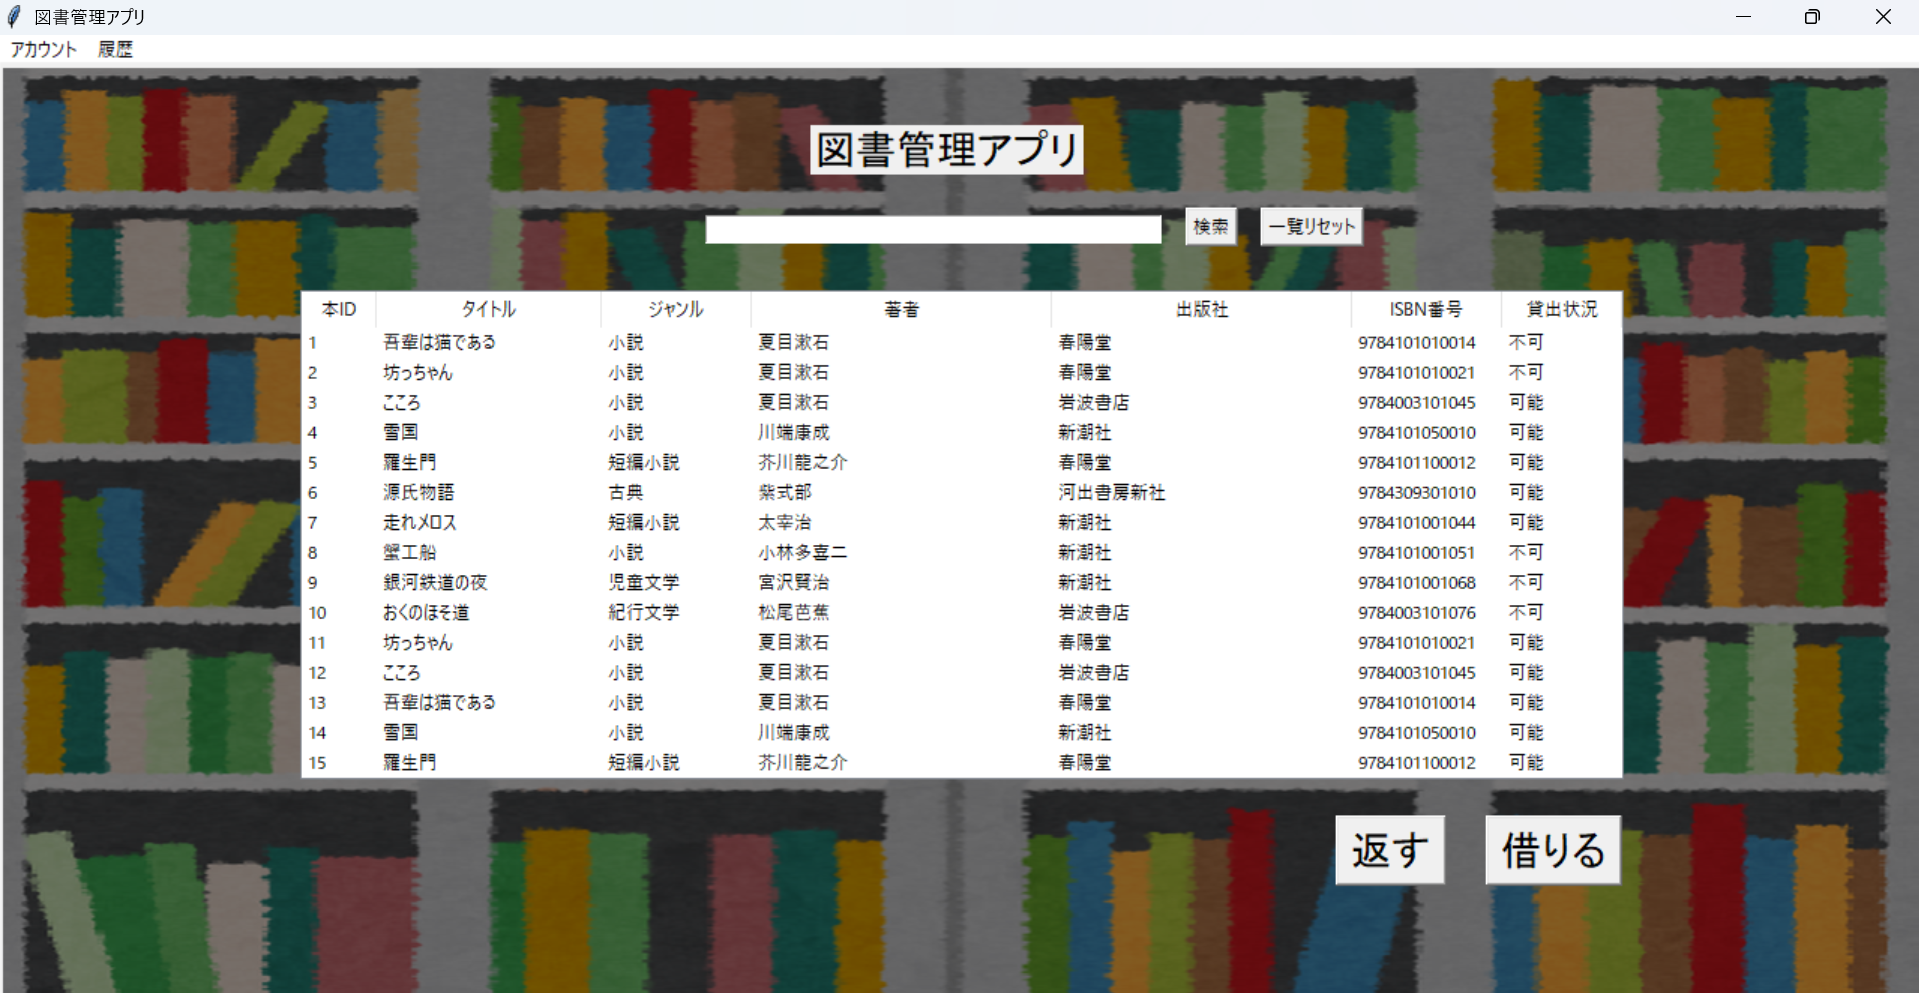 図書管理アプリ
アカウント 履歴
図書管理アプリ
検索 一覧リセット
本ID タイトル ジャンル 著者 出版社 ISBN番号 貸出状況
1 吾輩は猫である 小説 夏目漱石 春陽堂 9784101010014 不可
2 坊っちゃん 小説 夏目漱石 春陽堂 9784101010021 不可
3 こころ 小説 夏目漱石 岩波書店 9784003101045 可能
4 雪国 小説 川端康成 新潮社 9784101050010 可能
5 羅生門 短編小説 芥川龍之介 春陽堂 9784101100012 可能
6 源氏物語 古典 紫式部 河出書房新社 9784309301010 可能
7 走れメロス 短編小説 太宰治 新潮社 9784101001044 可能
8 蟹工船 小説 小林多喜二 新潮社 9784101001051 不可
9 銀河鉄道の夜 児童文学 宮沢賢治 新潮社 9784101001068 不可
10 おくのほそ道 紀行文学 松尾芭蕉 岩波書店 9784003101076 不可
11 坊っちゃん 小説 夏目漱石 春陽堂 9784101010021 可能
12 こころ 小説 夏目漱石 岩波書店 9784003101045 可能
13 吾輩は猫である 小説 夏目漱石 春陽堂 9784101010014 可能
14 雪国 小説 川端康成 新潮社 9784101050010 可能
15 羅生門 短編小説 芥川龍之介 春陽堂 9784101100012 可能
返す 借りる